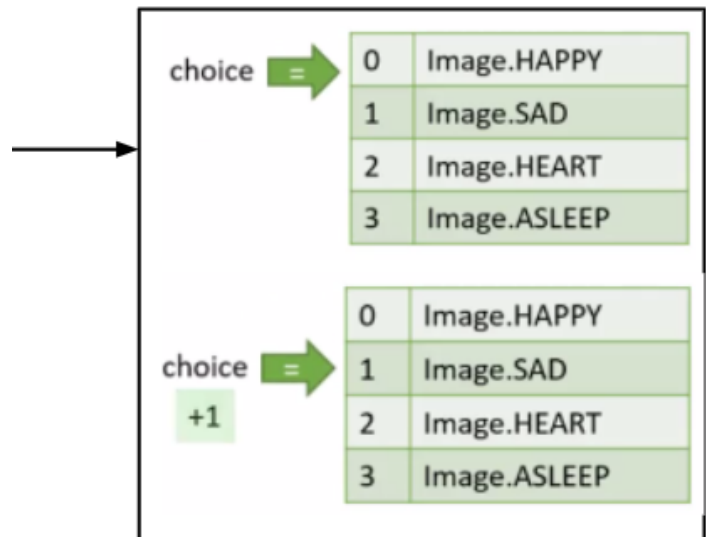 choice = 0 Image.HAPPY
1 Image.SAD
2 Image.HEART
3 Image.ASLEEP
0 Image.HAPPY
choice = 1 Image.SAD
+1 2 Image.HEART
3 Image.ASLEEP